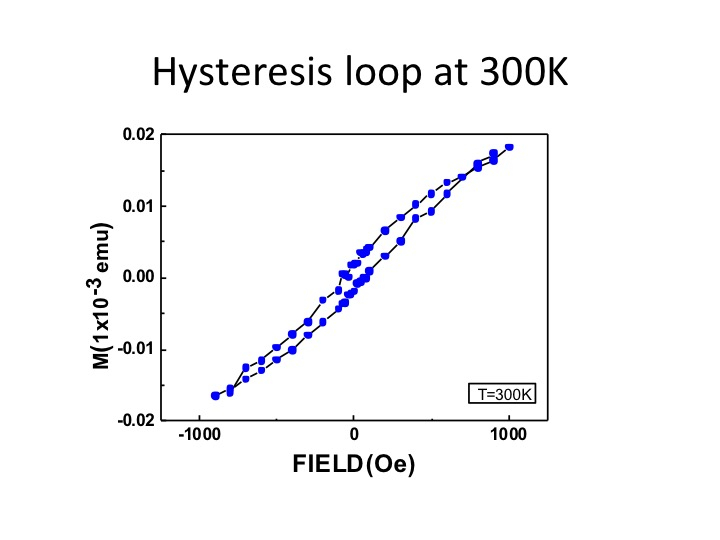 Hysteresis loop at 300K
0.02
0.01
0.00
-0.01
-0.02
M(1x10-3 emu)
T=300K
-1000 0 1000
FIELD(Oe)